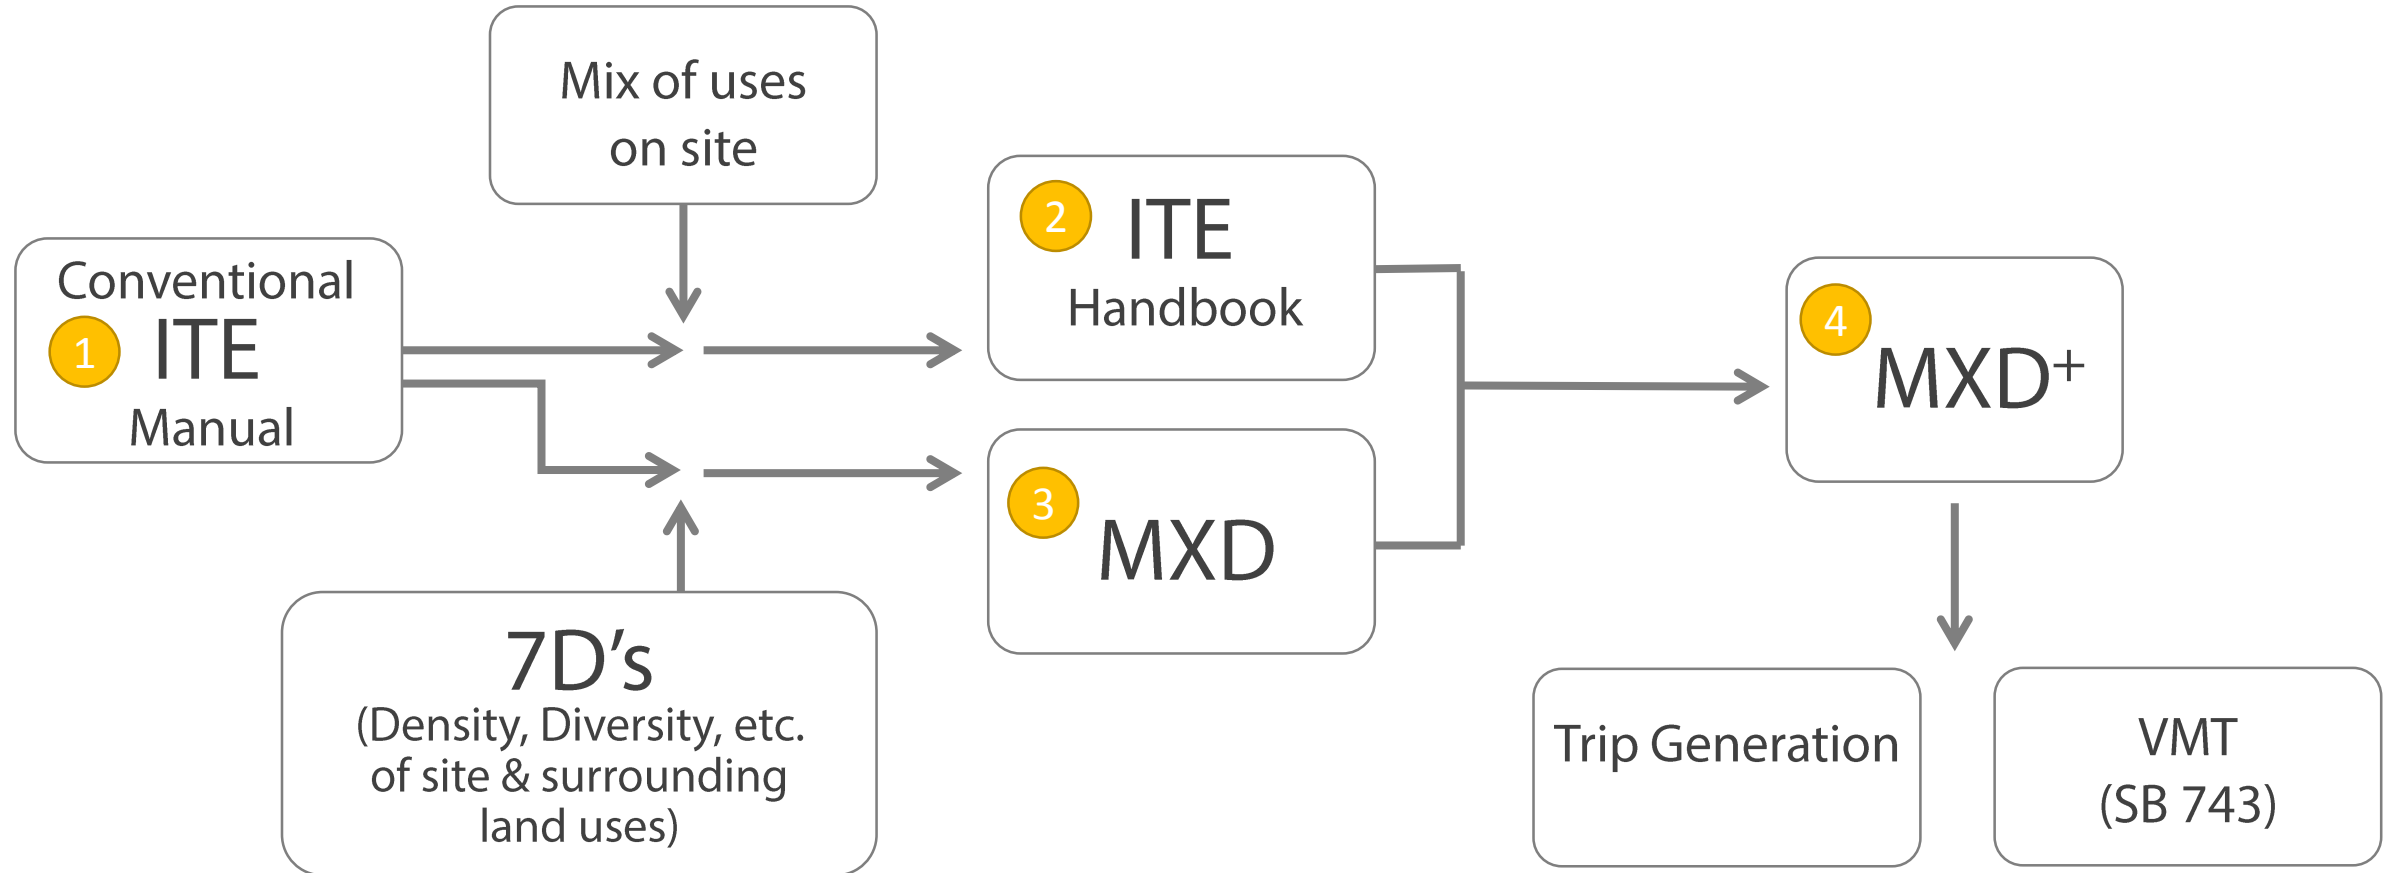 Mix of uses
on site
Conventional
1 ITE
Manual
2 ITE
Handbook
3
MXD
4
MXD+
7D’s
(Density, Diversity, etc.
of site & surrounding
land uses)
Trip Generation
VMT
(SB 743)